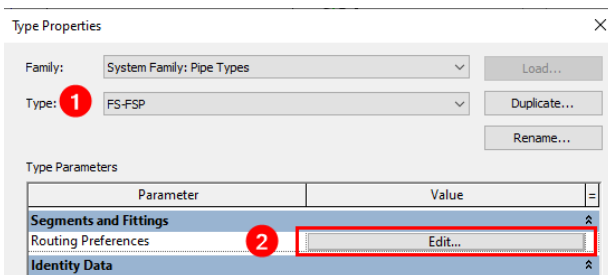 Type Properties
Family: System Family: Pipe Types Load...
Type: 1 FS-FSP Duplicate...
Rename...
Type Parameters
Parameter Value =
Segments and Fittings
Routing Preferences 2 Edit...
Identity Data